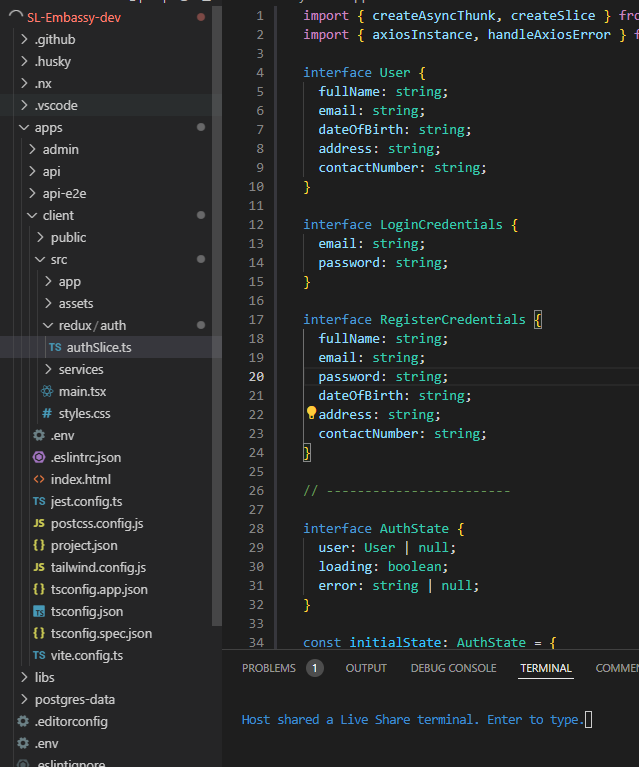 SL-Embassy-dev
.github
.husky
.nx
.vscode
apps
admin
api
api-e2e
client
public
src
app
assets
redux/auth
TS authSlice.ts
services
main.tsx
# styles.css
.env
.eslintrc.json
<> index.html
TS jest.config.ts
JS postcss.config.js
{} project.json
JS tailwind.config.js
{} tsconfig.app.json
TS tsconfig.json
{} tsconfig.spec.json
TS vite.config.ts
libs
postgres-data
.editorconfig
.env
.eslintignore
1 import { createAsyncThunk, createSlice } from
2 import { axiosInstance, handleAxiosError }
3
4 interface User {
5 fullName: string;
6 email: string;
7 dateOfBirth: string;
8 address: string;
9 contactNumber: string;
10 }
11
12 interface LoginCredentials {
13 email: string;
14 password: string;
15 }
16
17 interface RegisterCredentials {
18 fullName: string;
19 email: string;
20 password: string;
21 dateOfBirth: string;
22 address: string;
23 contactNumber: string;
24 }
25
26 // ------------------------
27
28 interface AuthState {
29 user: User | null;
30 loading: boolean;
31 error: string | null;
32 }
33
34 const initialState: AuthState = {
PROBLEMS 1 OUTPUT DEBUG CONSOLE TERMINAL
Host shared a Live Share terminal. Enter to type.